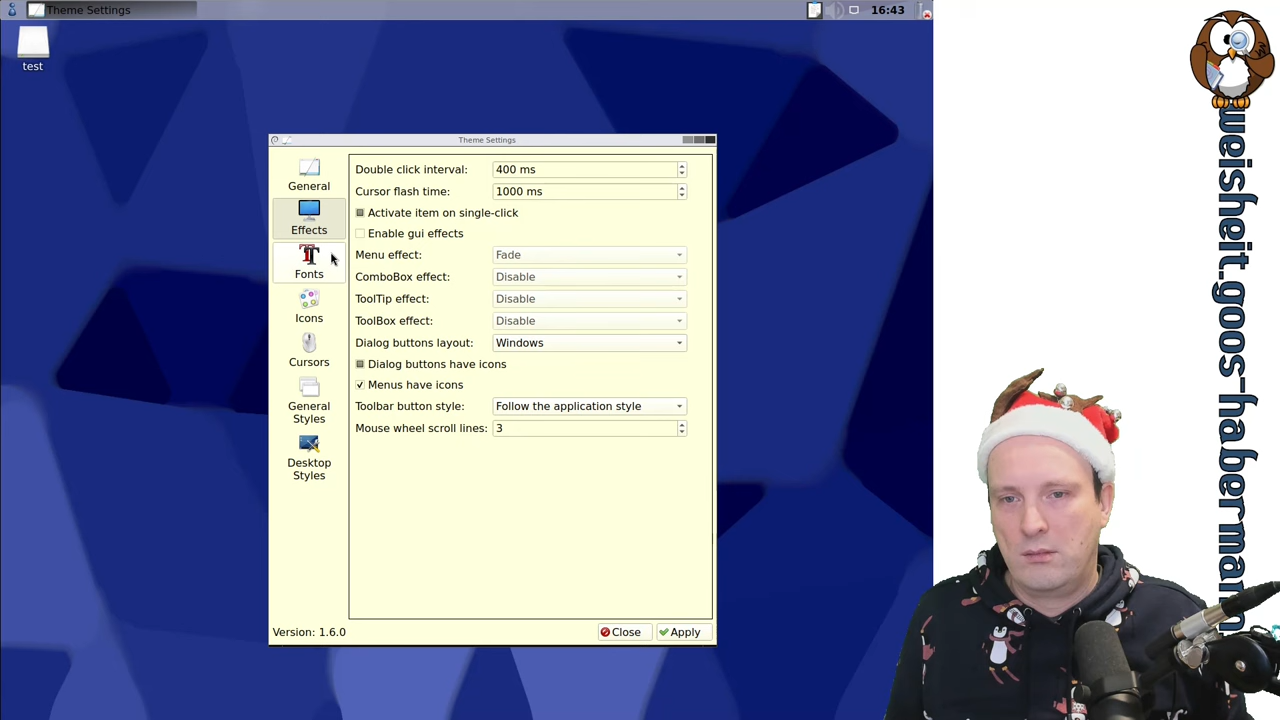 Theme Settings
16:43
test
Theme Settings
General
Effects
Fonts
Icons
Cursors
General
Styles
Desktop
Styles
Double click interval: 400 ms
Cursor flash time: 1000 ms
Activate item on single-click
Enable gui effects
Menu effect: Fade
ComboBox effect: Disable
ToolTip effect: Disable
ToolBox effect: Disable
Dialog buttons layout: Windows
Dialog buttons have icons
Menus have icons
Toolbar button style: Follow the application style
Mouse wheel scroll lines: 3
Version: 1.6.0
Close
Apply
weisheit.goos-habermann